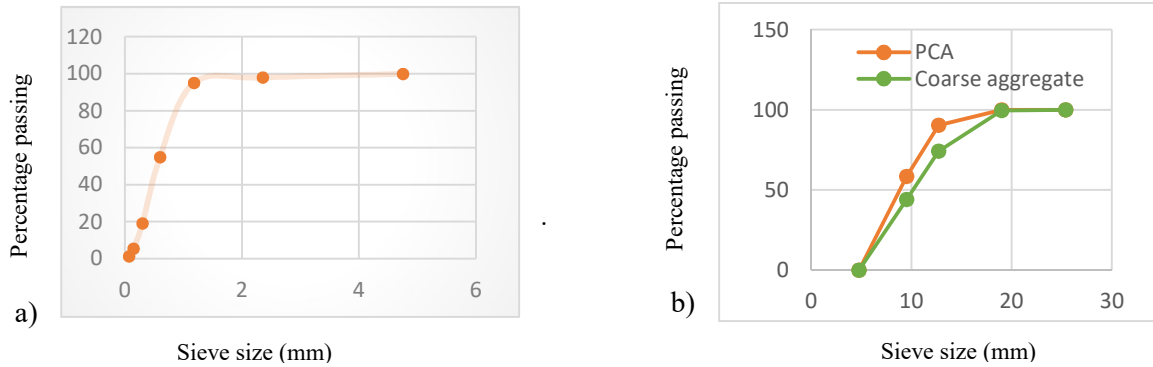 120
100
80
60
40
20
0
0 2 4 6
Percentage passing
Sieve size (mm)
a)
.
150
100
50
0
0 10 20 30
PCA
Coarse aggregate
Percentage passing
Sieve size (mm)
b)